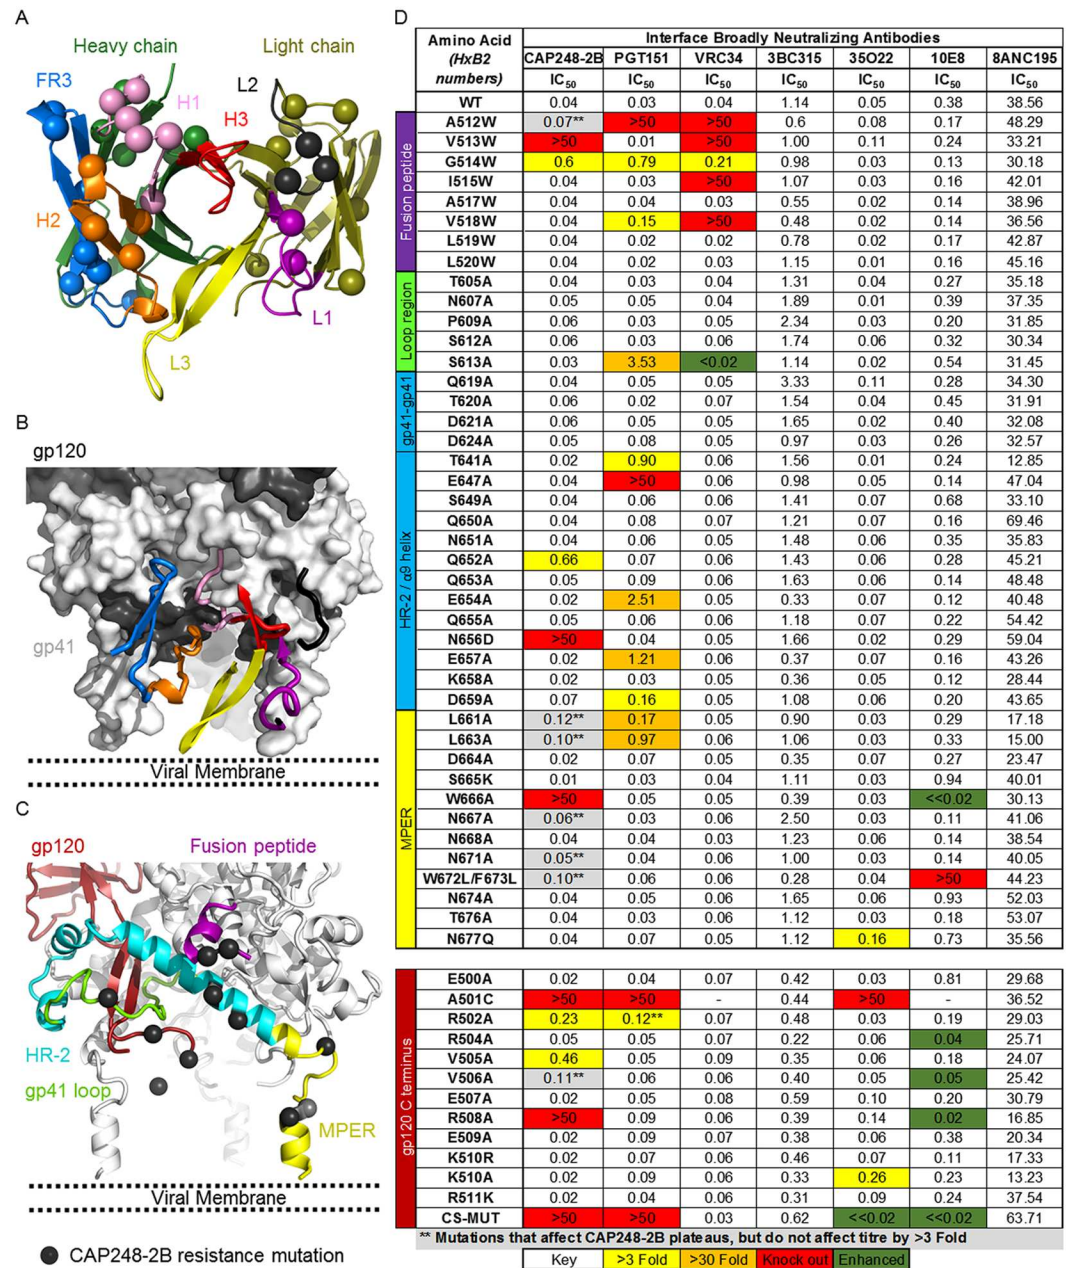 A
Heavy chain
Light chain
FR3
H1
L2
H3
H2
L1
L3
B
gp120
gp41
Viral Membrane
C
gp120
Fusion peptide
HR-2
gp41 loop
MPER
Viral Membrane
CAP248-2B resistance mutation
D
Amino Acid (HxB2 numbers) Interface Broadly Neutralizing Antibodies
CAP248-2B PGT151 VRC34 3BC315 35O22 10E8 8ANC195
IC50 IC50 IC50 IC50 IC50 IC50 IC50
WT 0.04 0.03 0.04 1.14 0.05 0.38 38.56
Fusion peptide
A512W 0.07** >50 >50 0.6 0.08 0.17 48.29
V513W >50 0.01 >50 1.00 0.11 0.24 33.21
G514W 0.6 0.79 0.21 0.98 0.03 0.13 30.18
I515W 0.04 0.03 >50 1.07 0.03 0.16 42.01
A517W 0.04 0.04 0.03 0.55 0.02 0.14 38.96
V518W 0.04 0.15 >50 0.48 0.02 0.14 36.56
L519W 0.04 0.02 0.02 0.78 0.02 0.17 42.87
L520W 0.04 0.02 0.03 1.15 0.01 0.16 45.16
Loop region
T605A 0.04 0.03 0.04 1.31 0.04 0.27 35.18
N607A 0.05 0.05 0.04 1.89 0.01 0.39 37.35
P609A 0.06 0.03 0.05 2.34 0.03 0.20 31.85
S612A 0.06 0.03 0.06 1.74 0.06 0.32 30.34
S613A 0.03 3.53 <0.02 1.14 0.02 0.54 31.45
gp41-gp41
Q619A 0.04 0.05 0.05 3.33 0.11 0.28 34.30
T620A 0.06 0.02 0.07 1.54 0.04 0.45 31.91
D621A 0.06 0.05 0.05 1.65 0.02 0.40 32.08
D624A 0.05 0.08 0.05 0.97 0.03 0.26 32.57
HR-2 / α9 helix
T641A 0.02 0.90 0.06 1.56 0.01 0.24 12.85
E647A 0.04 >50 0.06 0.98 0.05 0.14 47.04
S649A 0.04 0.06 0.06 1.41 0.07 0.68 33.10
Q650A 0.04 0.08 0.07 1.21 0.07 0.16 69.46
N651A 0.04 0.06 0.05 1.48 0.06 0.35 35.83
Q652A 0.66 0.07 0.06 1.43 0.06 0.28 45.21
Q653A 0.05 0.09 0.06 1.63 0.06 0.14 48.48
E654A 0.02 2.51 0.05 0.33 0.07 0.12 40.48
Q655A 0.05 0.06 0.06 1.18 0.07 0.22 54.42
N656D >50 0.04 0.05 1.66 0.02 0.29 59.04
E657A 0.02 1.21 0.06 0.37 0.07 0.16 43.26
K658A 0.02 0.03 0.05 0.36 0.05 0.12 28.44
D659A 0.07 0.16 0.05 1.08 0.06 0.20 43.65
MPER
L661A 0.12** 0.17 0.05 0.90 0.03 0.29 17.18
L663A 0.10** 0.97 0.06 1.06 0.03 0.33 15.00
D664A 0.02 0.07 0.05 0.35 0.07 0.27 23.47
S665K 0.01 0.03 0.04 1.11 0.03 0.94 40.01
W666A >50 0.05 0.05 0.39 0.03 <<0.02 30.13
N667A 0.06** 0.03 0.06 2.50 0.03 0.11 41.06
N668A 0.04 0.04 0.03 1.23 0.06 0.14 38.54
N671A 0.05** 0.04 0.06 1.00 0.03 0.14 40.05
W672L/F673L 0.10** 0.06 0.06 0.28 0.04 >50 44.23
N674A 0.04 0.05 0.06 1.65 0.06 0.93 52.03
T676A 0.04 0.03 0.06 1.12 0.03 0.18 53.07
N677Q 0.04 0.07 0.05 1.12 0.16 0.73 35.56
gp120 C terminus
E500A 0.02 0.04 0.07 0.42 0.03 0.81 29.68
A501C >50 >50 - 0.44 >50 - 36.52
R502A 0.23 0.12** 0.07 0.48 0.03 0.19 29.03
R504A 0.05 0.05 0.07 0.22 0.06 0.04 25.71
V505A 0.46 0.05 0.09 0.35 0.06 0.18 24.07
V506A 0.11** 0.06 0.06 0.40 0.05 0.05 25.42
E507A 0.02 0.05 0.08 0.59 0.10 0.20 30.79
R508A >50 0.09 0.06 0.39 0.14 0.02 16.85
E509A 0.02 0.09 0.07 0.38 0.06 0.38 20.34
K510R 0.02 0.07 0.06 0.46 0.07 0.11 17.33
K510A 0.02 0.09 0.06 0.33 0.26 0.23 13.23
R511K 0.02 0.04 0.06 0.31 0.09 0.24 37.54
CS-MUT >50 >50 0.03 0.62 <<0.02 <<0.02 63.71
** Mutations that affect CAP248-2B plateaus, but do not affect titre by >3 Fold
Key >3 Fold >30 Fold Knock out Enhanced